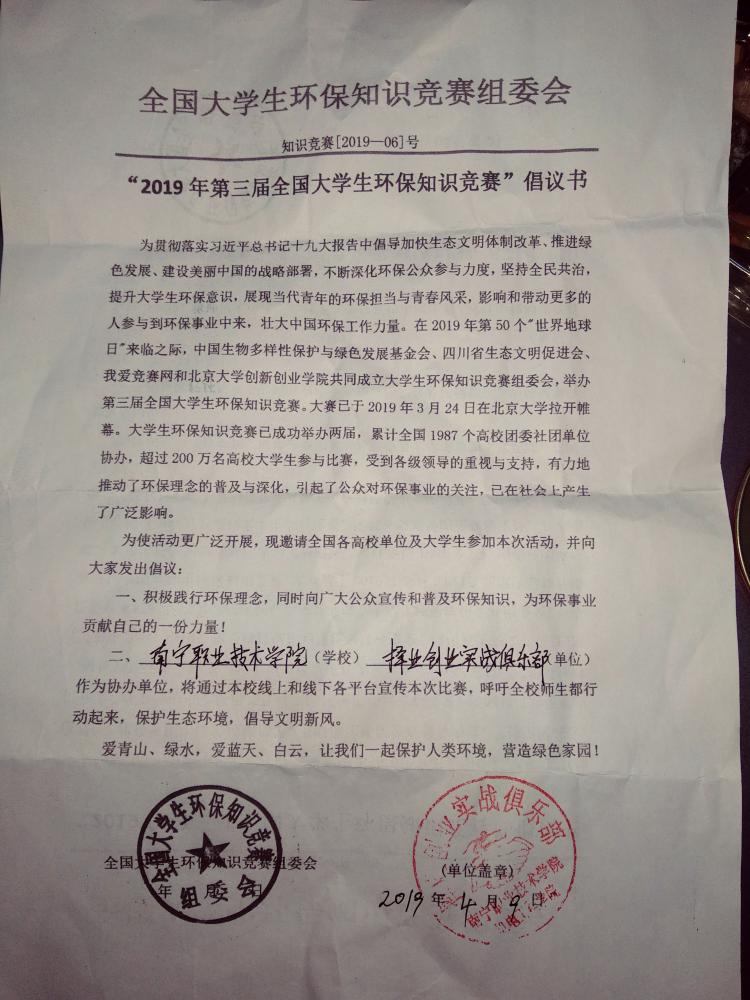 全国大学生环保知识竞赛组委会
知识竞赛[2019—06]号
“2019 年第三届全国大学生环保知识竞赛”倡议书
为贯彻落实习近平总书记十九大报告中倡导加快生态文明体制改革、推进绿
色发展、建设美丽中国的战略部署，不断深化环保公众参与力度，坚持全民共治，
提升大学生环保意识，展现当代青年的环保担当与青春风采，影响和带动更多的
人参与到环保事业中来，壮大中国环保工作力量。在 2019 年第 50 个"世界地球
日"来临之际，中国生物多样性保护与绿色发展基金会、四川省生态文明促进会、
我爱竞赛网和北京大学创新创业学院共同成立大学生环保知识竞赛组委会，举办
第三届全国大学生环保知识竞赛。大赛已于 2019 年 3 月 24 日在北京大学拉开帷
幕。大学生环保知识竞赛已成功举办两届，累计全国 1987 个高校团委社团单位
协办，超过 200 万名高校大学生参与比赛，受到各级领导的重视与支持，有力地
推动了环保理念的普及与深化，引起了公众对环保事业的关注，已在社会上产生
了广泛影响。
为使活动更广泛开展，现邀请全国各高校单位及大学生参加本次活动，并向
大家发出倡议：
一、积极践行环保理念，同时向广大公众宣传和普及环保知识，为环保事业
贡献自己的一份力量！
二、南宁职业技术学院（学校）择业创业实战俱乐部（单位）
作为协办单位，将通过本校线上和线下各平台宣传本次比赛，呼吁全校师生都行
动起来，保护生态环境，倡导文明新风。
爱青山、绿水，爱蓝天、白云，让我们一起保护人类环境，营造绿色家园！
全国大学生环保知识竞赛
组委会
全国大学生环保知识竞赛组委会
年 月 日
创业实战俱乐部
（单位盖章）
南宁职业技术学院
2019 年 4 月 9 日